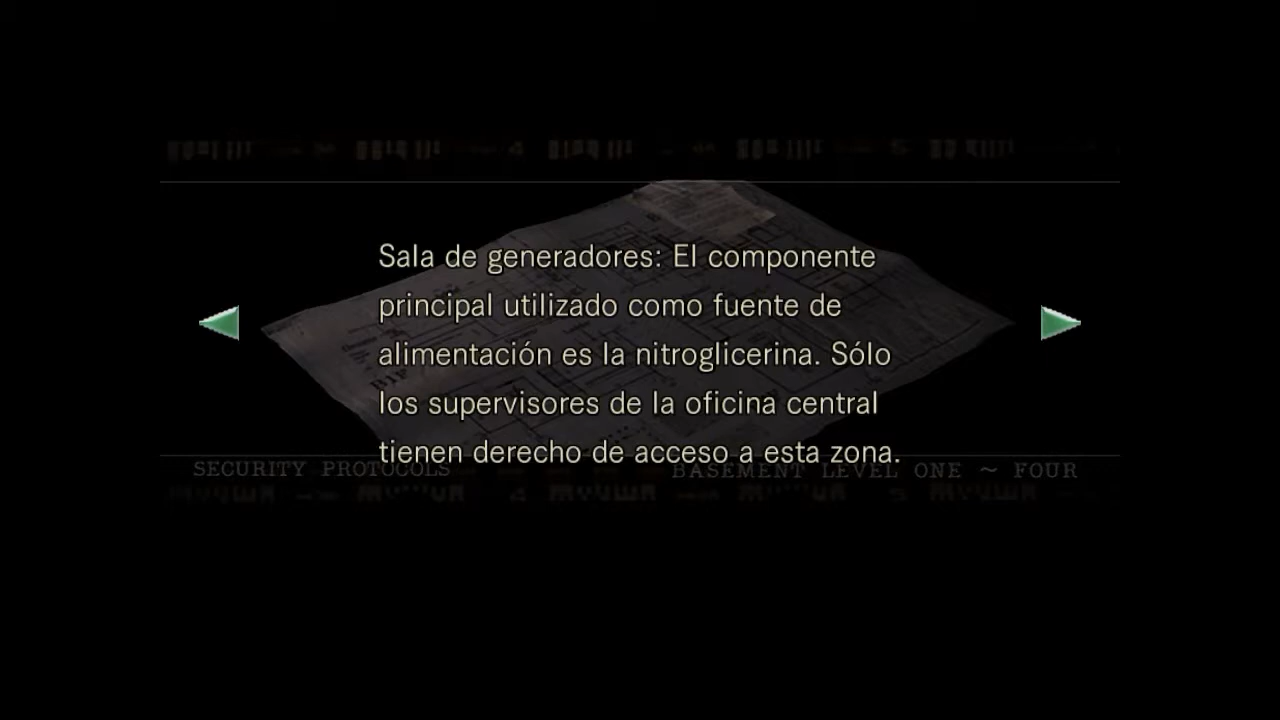 Sala de generadores: El componente
principal utilizado como fuente de
alimentación es la nitroglicerina. Sólo
los supervisores de la oficina central
tienen derecho de acceso a esta zona.
SECURITY PROTOCOLS BASEMENT LEVEL ONE ~ FOUR